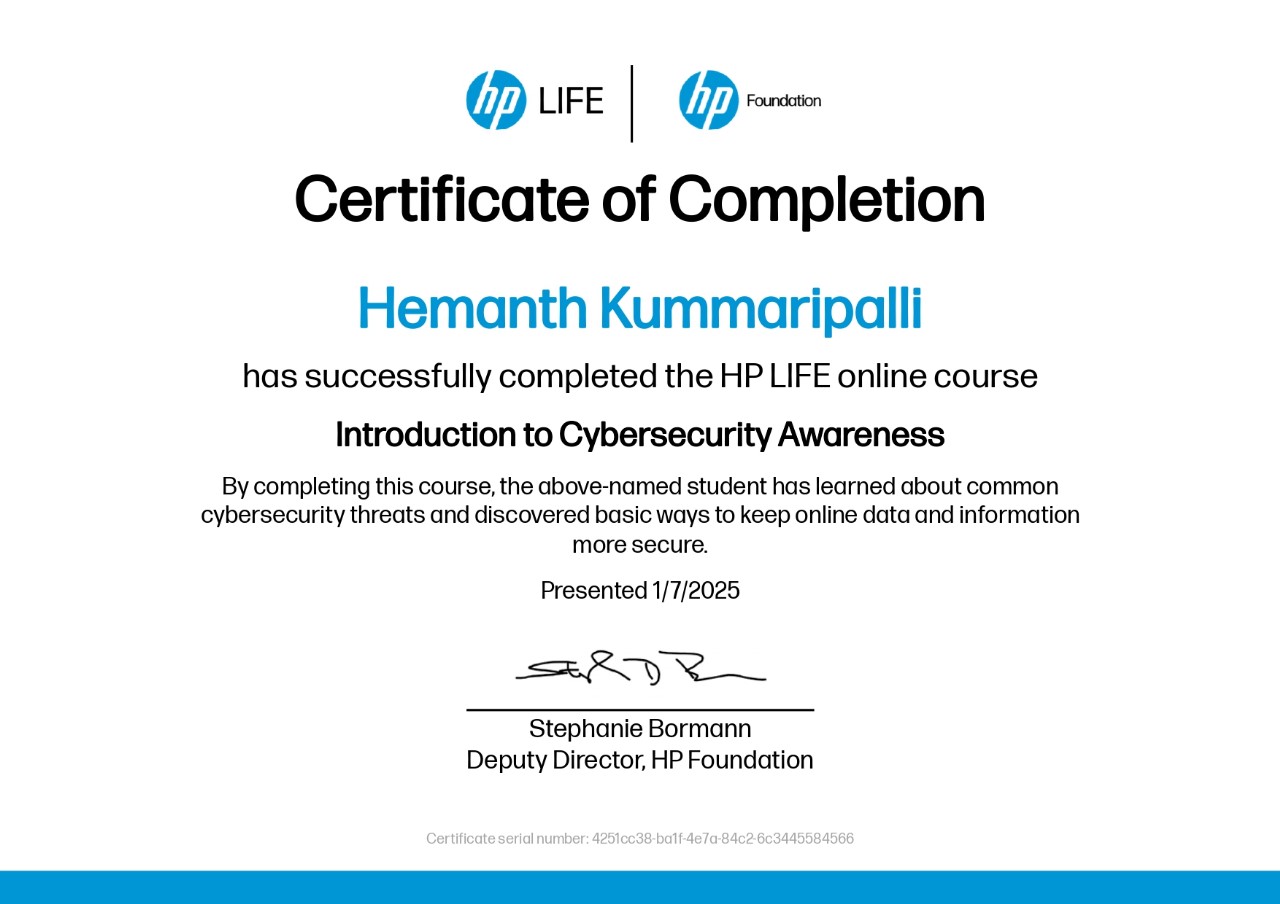 hp LIFE | hp Foundation
Certificate of Completion
Hemanth Kummaripalli
has successfully completed the HP LIFE online course
Introduction to Cybersecurity Awareness
By completing this course, the above-named student has learned about common
cybersecurity threats and discovered basic ways to keep online data and information
more secure.
Presented 1/7/2025
Stephanie Bormann
Deputy Director, HP Foundation
Certificate serial number: 4251cc38-ba1f-4e7a-84c2-6c3445584566